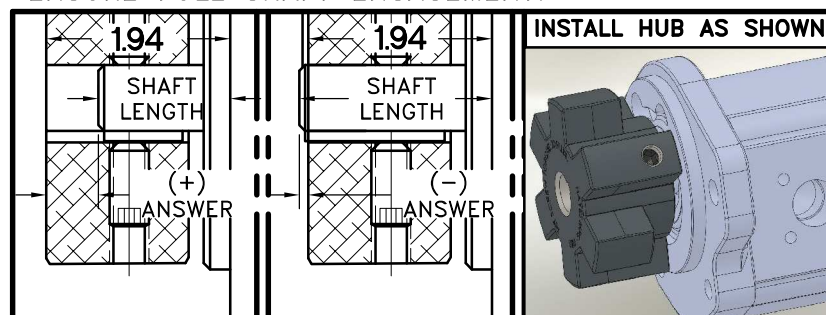 1.94
SHAFT
LENGTH
(+)
ANSWER
1.94
SHAFT
LENGTH
(-)
ANSWER
INSTALL HUB AS SHOWN